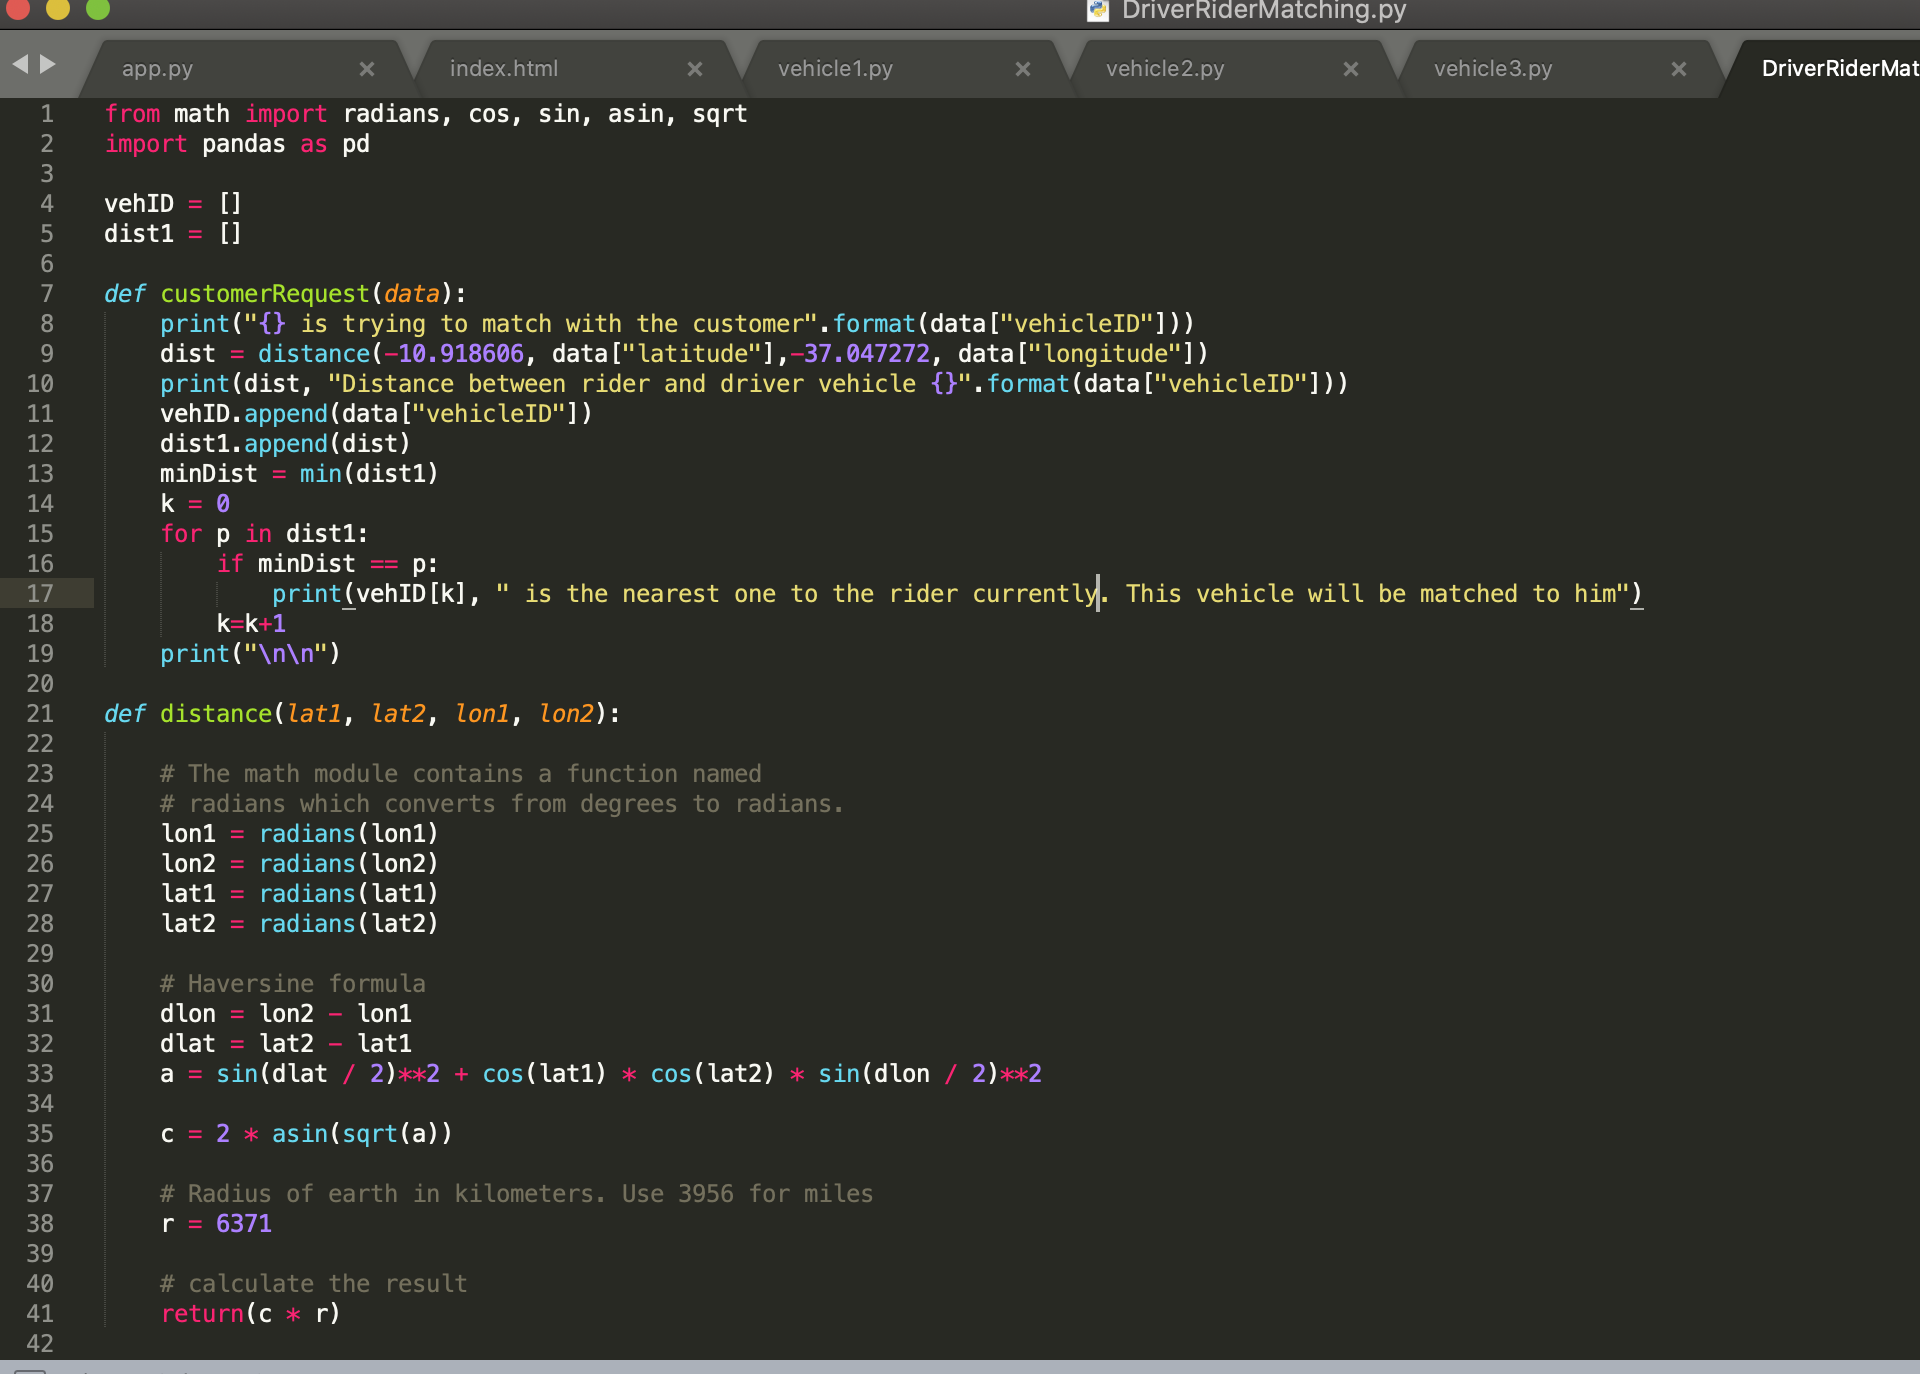 DriverRiderMatching.py
app.py × index.html × vehicle1.py × vehicle2.py × vehicle3.py × DriverRiderMat
1 from math import radians, cos, sin, asin, sqrt
2 import pandas as pd
3
4 vehID = []
5 dist1 = []
6
7 def customerRequest(data):
8     print("{} is trying to match with the customer".format(data["vehicleID"]))
9     dist = distance(-10.918606, data["latitude"],-37.047272, data["longitude"])
10     print(dist, "Distance between rider and driver vehicle {}".format(data["vehicleID"]))
11     vehID.append(data["vehicleID"])
12     dist1.append(dist)
13     minDist = min(dist1)
14     k = 0
15     for p in dist1:
16         if minDist == p:
17             print(vehID[k], " is the nearest one to the rider currently. This vehicle will be matched to him")
18         k=k+1
19     print("\n\n")
20
21 def distance(lat1, lat2, lon1, lon2):
22
23     # The math module contains a function named
24     # radians which converts from degrees to radians.
25     lon1 = radians(lon1)
26     lon2 = radians(lon2)
27     lat1 = radians(lat1)
28     lat2 = radians(lat2)
29
30     # Haversine formula
31     dlon = lon2 - lon1
32     dlat = lat2 - lat1
33     a = sin(dlat / 2)**2 + cos(lat1) * cos(lat2) * sin(dlon / 2)**2
34
35     c = 2 * asin(sqrt(a))
36
37     # Radius of earth in kilometers. Use 3956 for miles
38     r = 6371
39
40     # calculate the result
41     return(c * r)
42